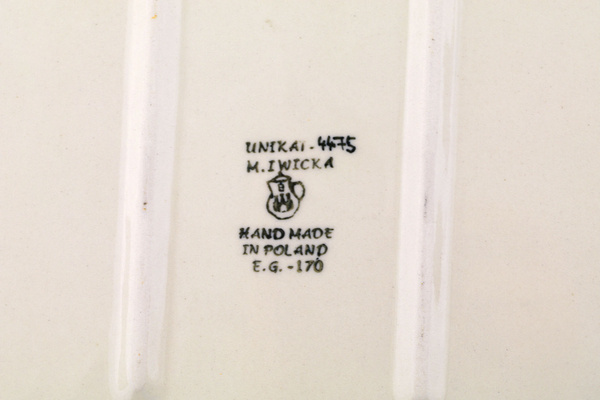 UNIKAT-4475
M.IWICKA
HAND MADE
IN POLAND
E.G.-170